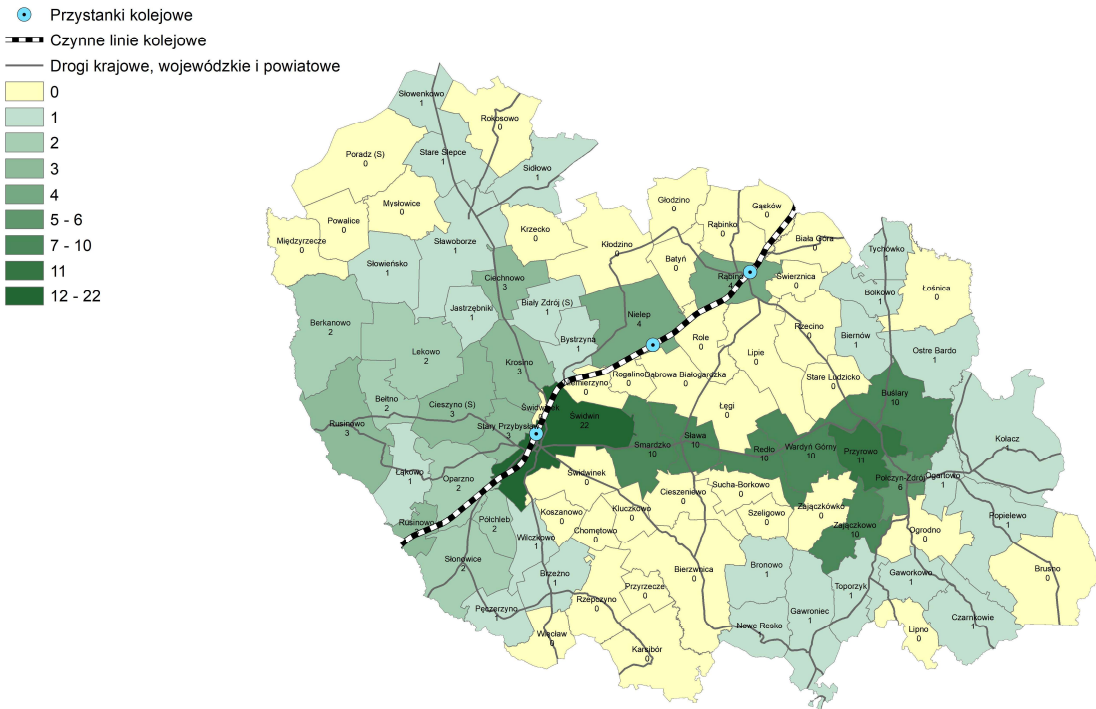 Przystanki kolejowe
Czynne linie kolejowe
Drogi krajowe, wojewódzkie i powiatowe
0
1
2
3
4
5 - 6
7 - 10
11
12 - 22
Słowenkowo
1
Rokosowo
0
Stare Ślepce
1
Poradz (S)
0
Sidłowo
1
Mysłowice
0
Powalice
0
Międzyrzecze
0
Krzecko
0
Sławoborze
1
Słowieńsko
1
Kłodzino
0
Głodzino
0
Rąbinko
0
Gąsków
0
Biała Góra
0
Batyń
0
Tychówko
1
Ciechnowo
3
Rąbino
4
Świerznica
0
Bolkowo
1
Łośnica
0
Jastrzębniki
1
Biały Zdrój (S)
1
Nielep
4
Berkanowo
2
Rzecino
0
Biernów
1
Bystrzyna
1
Role
0
Lipie
0
Ostre Bardo
1
Lekowo
2
Krosino
3
Rogalino
0
Dąbrowa Białogardzka
0
Stare Ludzicko
0
Niemierzyno
0
Buślary
10
Bełtno
2
Cieszyno (S)
3
Świdwinek
Świdwin
22
Łęgi
0
Rusinowo
3
Stary Przybysław
3
Smardzko
10
Sława
10
Redło
10
Wardyń Górny
10
Przyrowo
11
Kołacz
1
Łąkowo
1
Oparzno
2
Świdwinek
0
Cieszeniewo
0
Sucha-Borkowo
0
Połczyn-Zdrój
6
Ogartowo
1
Koszanowo
0
Kluczkowo
0
Szeligowo
0
Zajączkówko
0
Popielewo
1
Rusinowo
Półchleb
2
Chomętowo
0
Zajączkowo
10
Ogrodno
0
Wilczkowo
1
Słonowice
2
Bierzwnica
0
Bronowo
1
Gaworkowo
1
Brusno
0
Brzeżno
1
Przyrzecze
0
Toporzyk
1
Pęczerzyno
1
Rzepczyno
0
Gawroniec
1
Czarnkowie
1
Nowe Resko
Lipno
0
Wacław
0
Karsibór
0